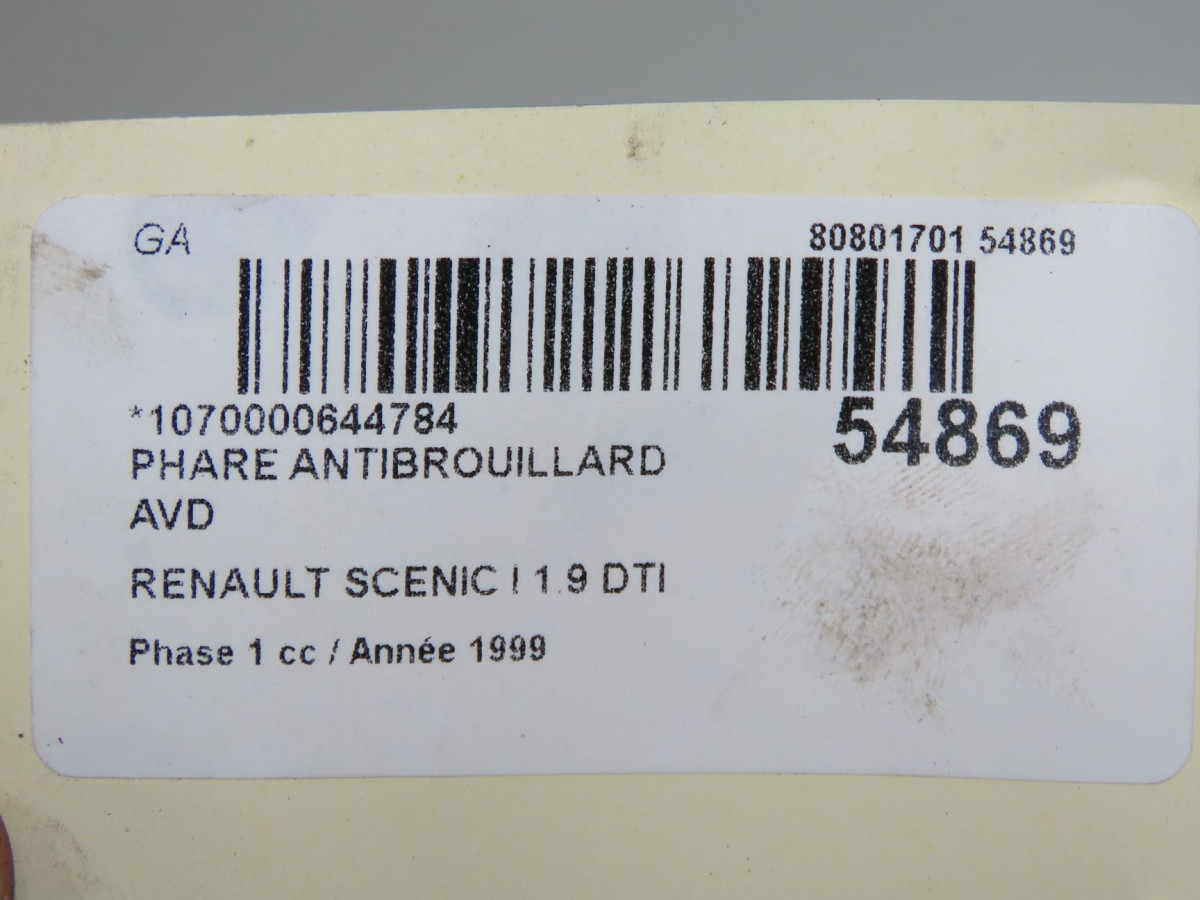 GA
80801701 54869
*1070000644784
54869
PHARE ANTIBROUILLARD
AVD
RENAULT SCENIC I 1.9 DTI
Phase 1 cc / Année 1999